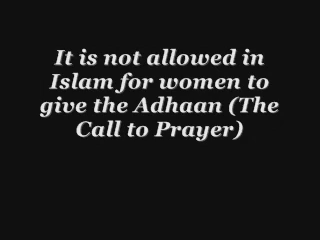 It is not allowed in
Islam for women to
give the Adhaan (The
Call to Prayer)